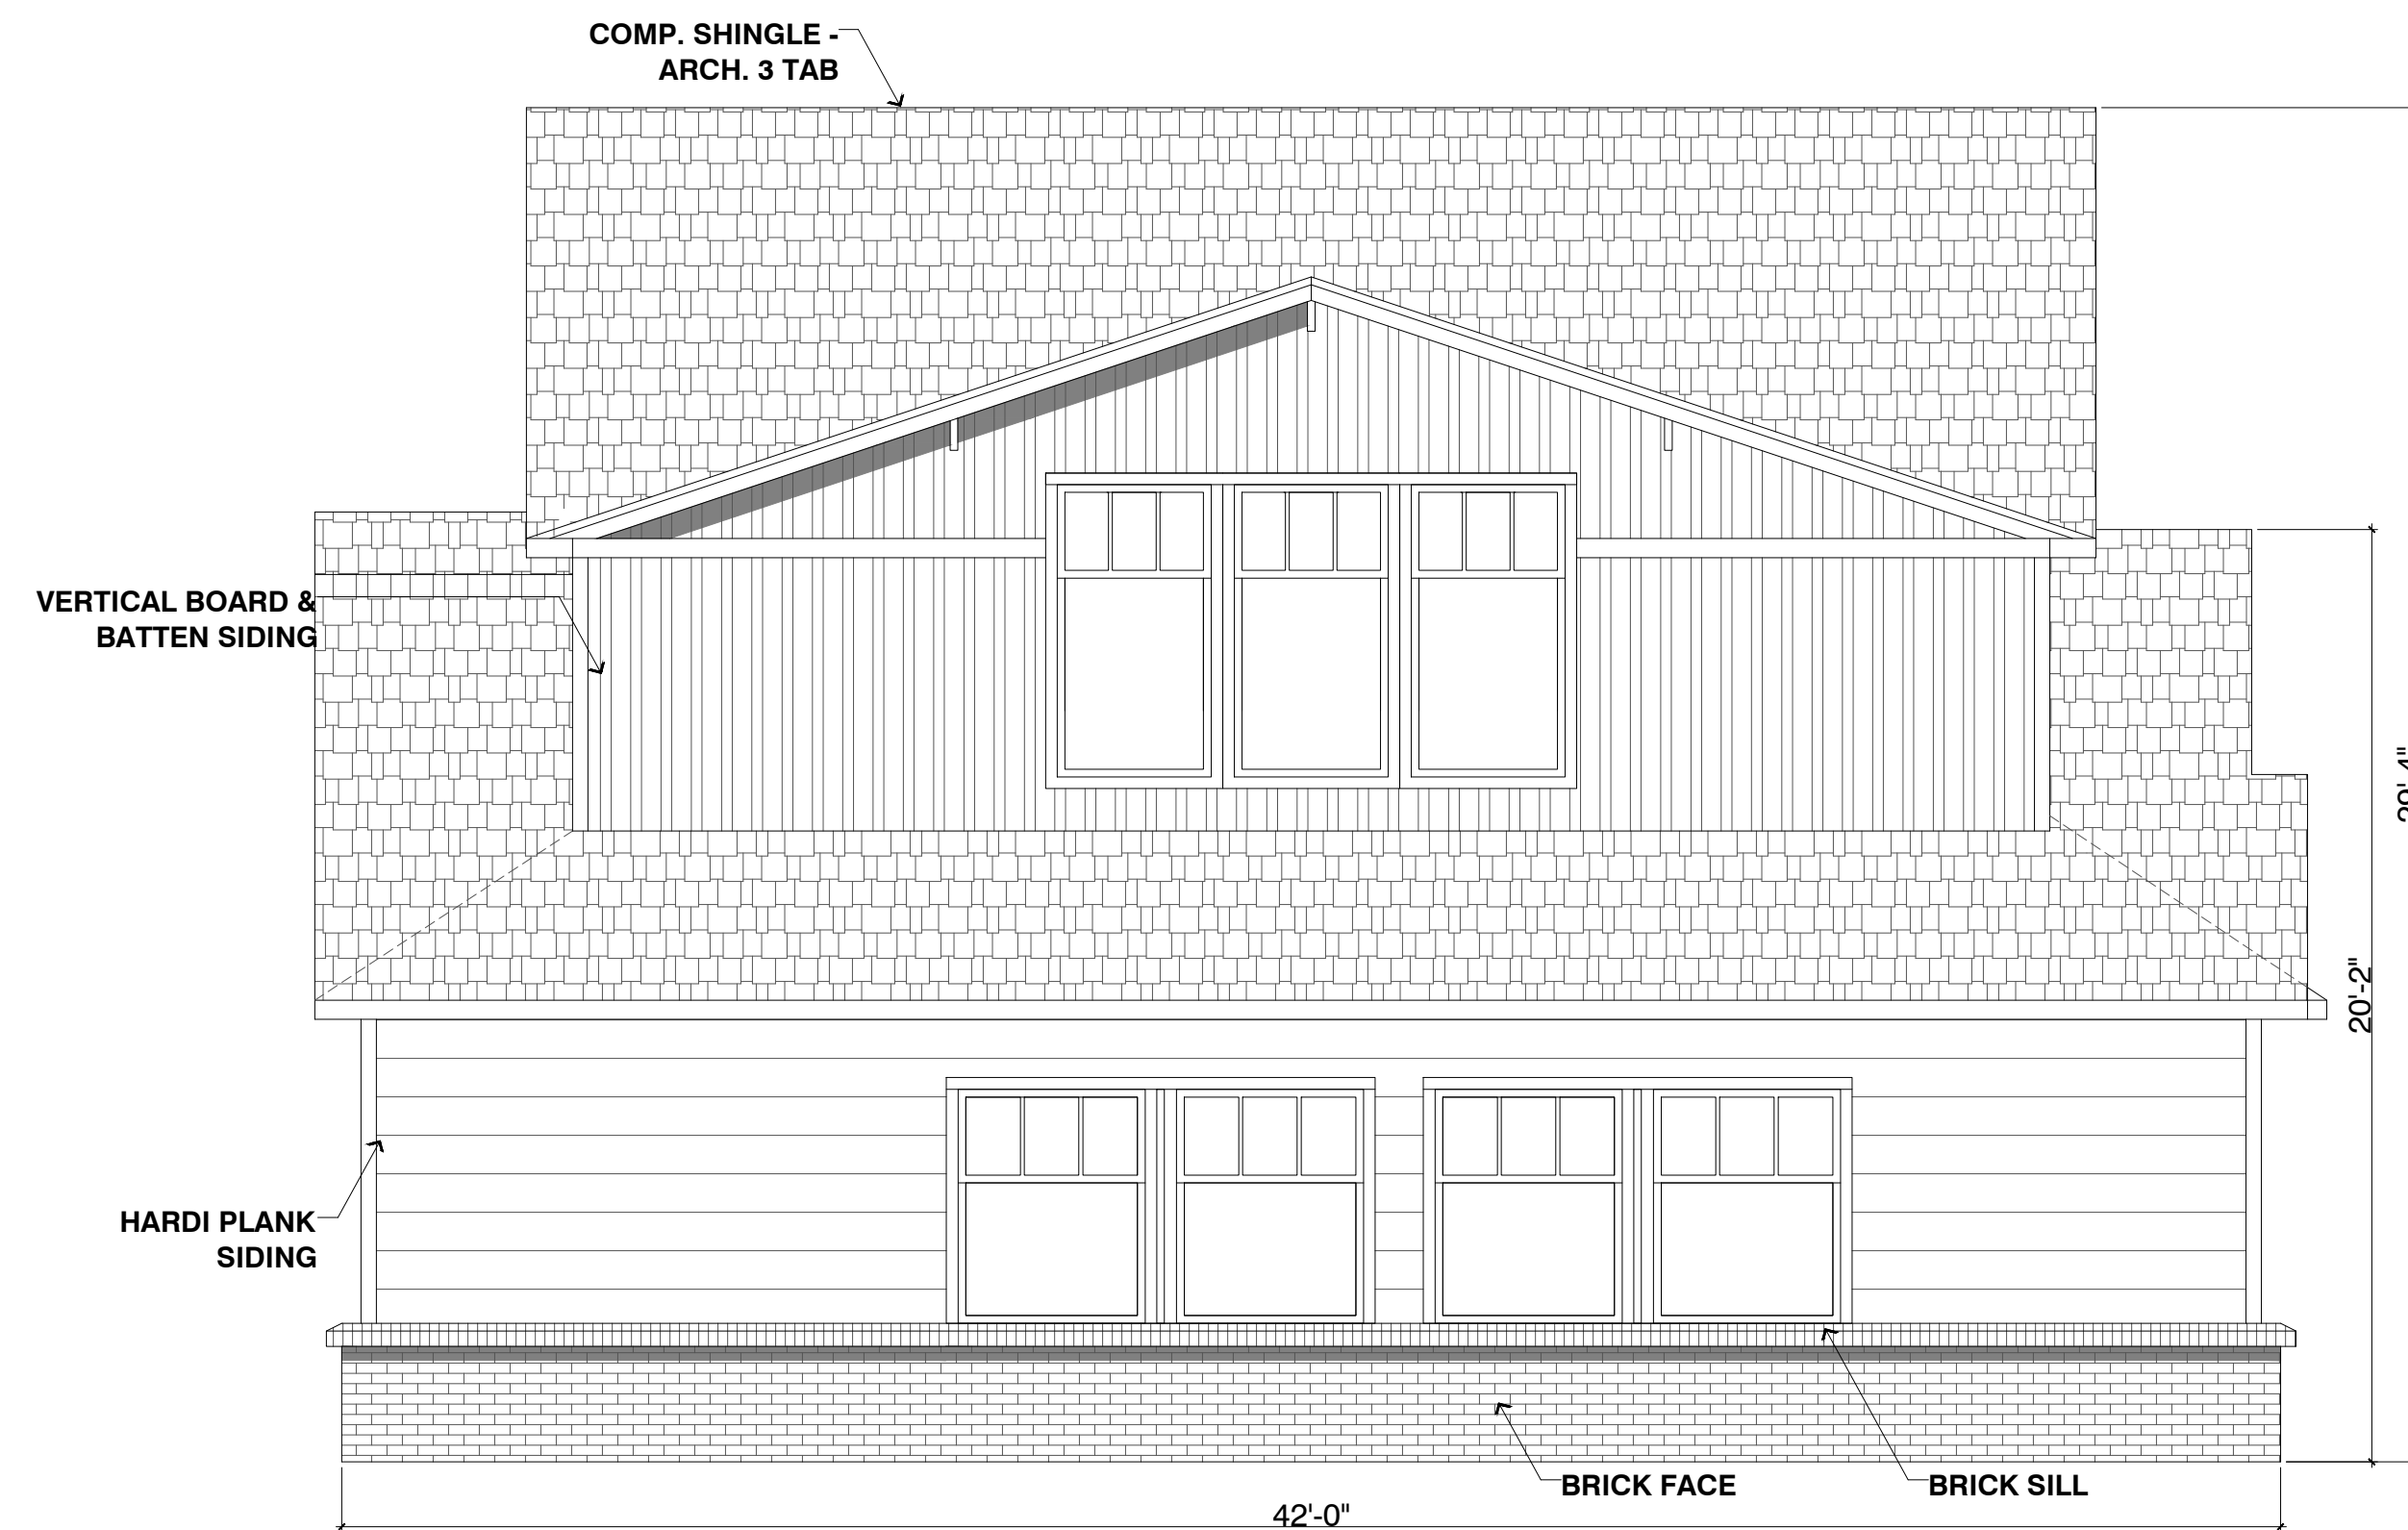 COMP. SHINGLE -
ARCH. 3 TAB
VERTICAL BOARD &
BATTEN SIDING
20'-2"
HARDI PLANK
SIDING
BRICK FACE
BRICK SILL
42'-0"